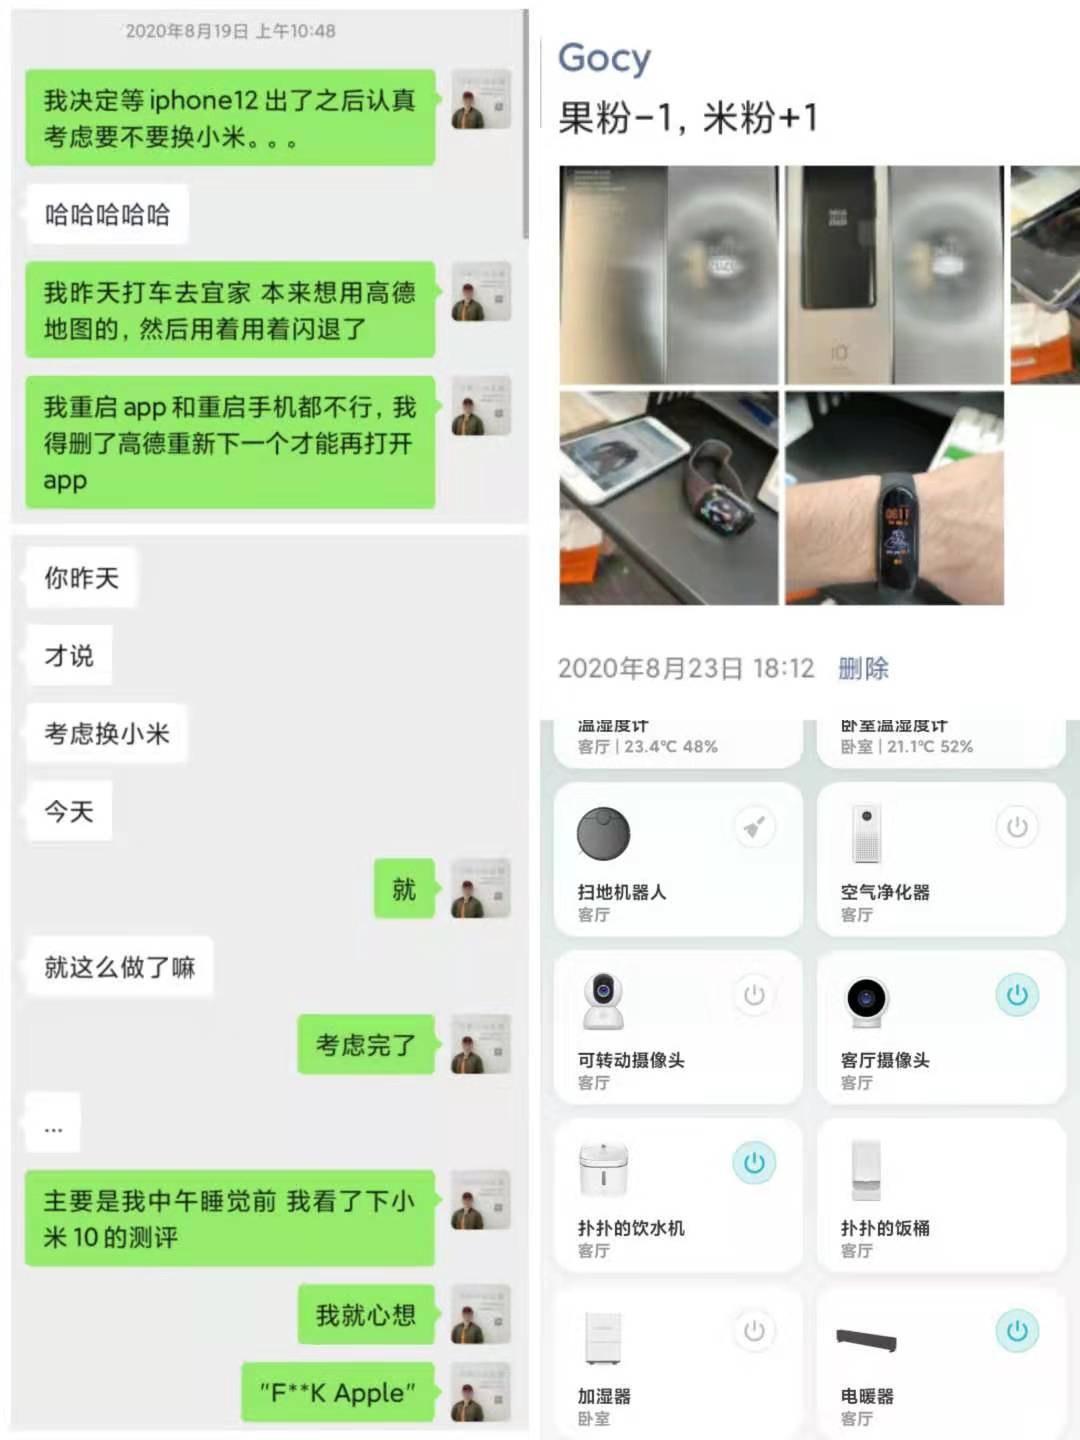 2020年8月19日 上午10:48
我决定等iphone12出了之后认真
考虑要不要换小米。。。
哈哈哈哈哈
我昨天打车去宜家 本来想用高德
地图的，然后用着用着闪退了
我重启app和重启手机都不行，我
得删了高德重新下一个才能再打开
app
你昨天
才说
考虑换小米
今天
就
就这么做了嘛
考虑完了
...
主要是我中午睡觉前 我看了下小
米10的测评
我就心想
"F**K Apple"
Gocy
果粉-1，米粉+1
10
2020年8月23日 18:12 删除
温湿度计
客厅 | 23.4℃ 48%
卧室温湿度计
卧室 | 21.1℃ 52%
扫地机器人
客厅
空气净化器
客厅
可转动摄像头
客厅
客厅摄像头
客厅
扑扑的饮水机
客厅
扑扑的饭桶
客厅
加湿器
卧室
电暖器
客厅